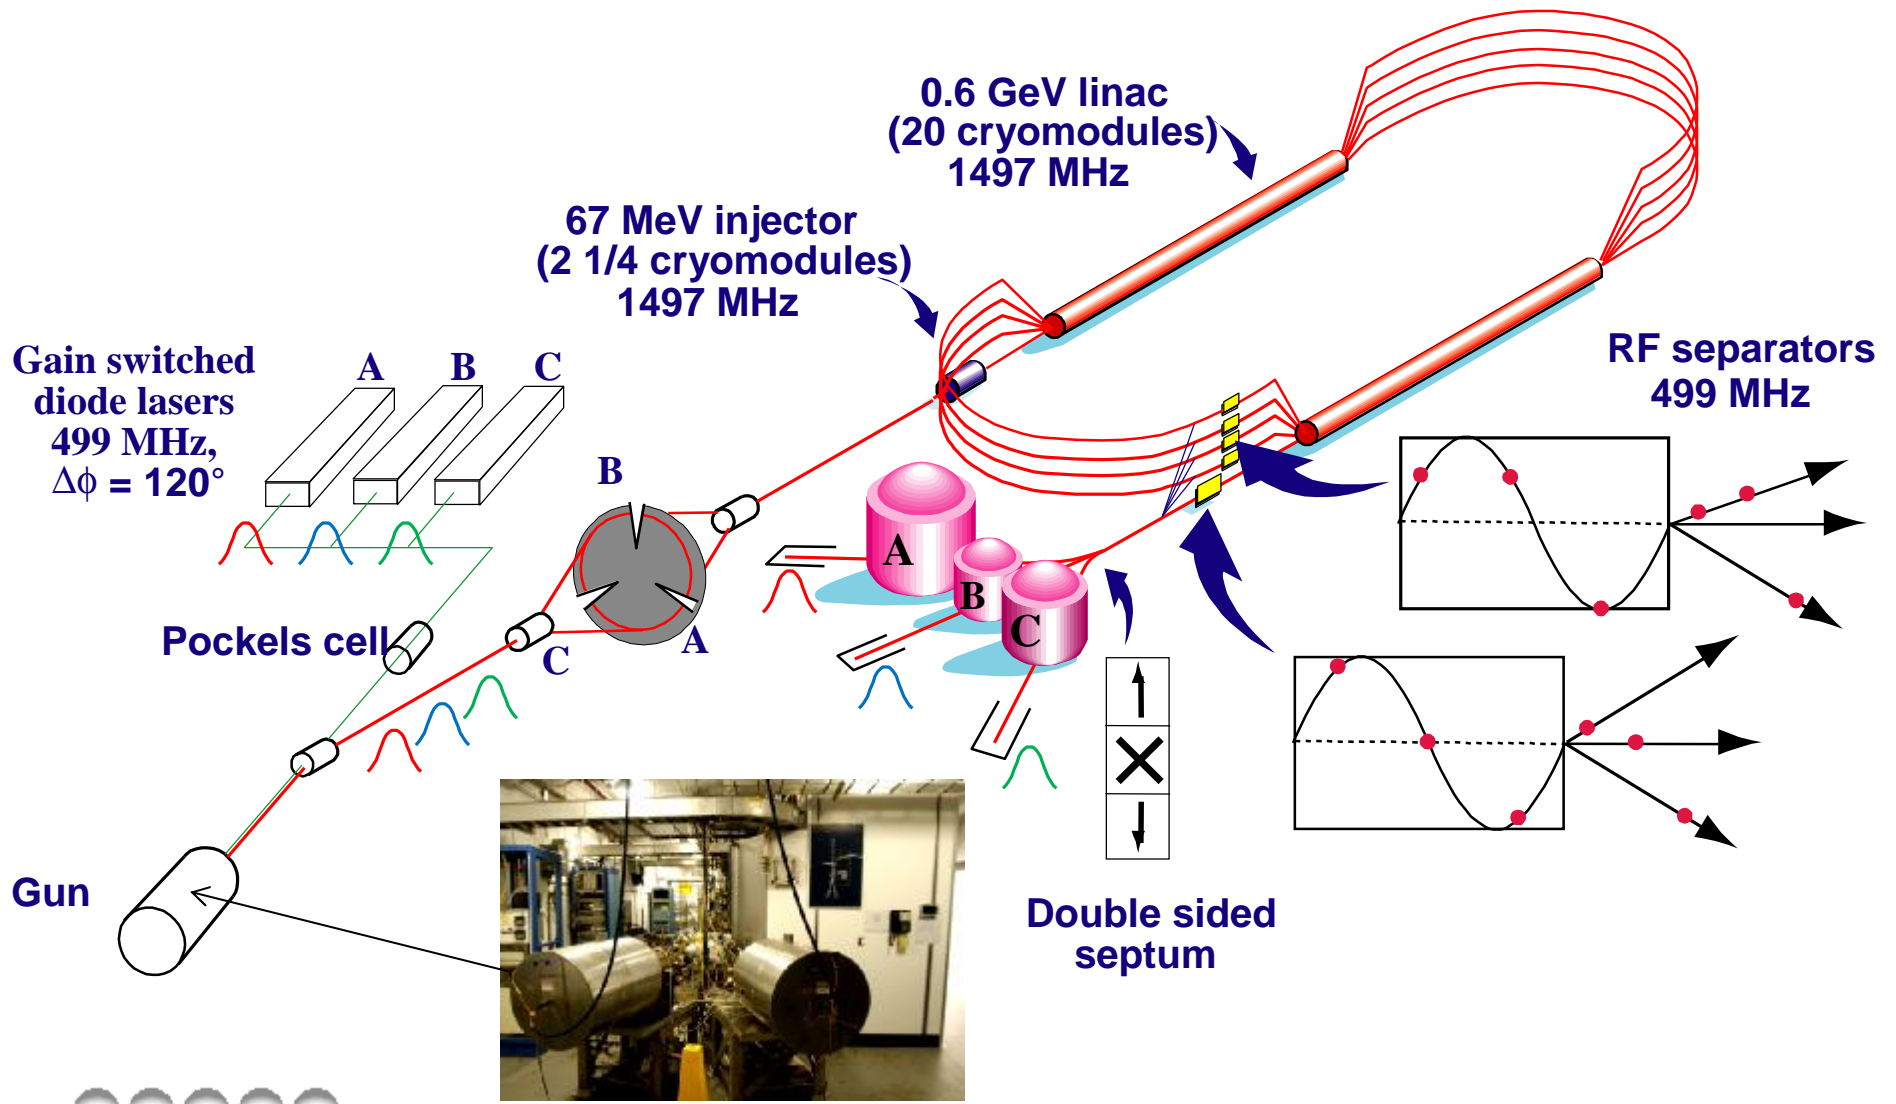 0.6 GeV linac
(20 cryomodules)
1497 MHz
67 MeV injector
(2 1/4 cryomodules)
1497 MHz
Gain switched
diode lasers
499 MHz,
Δϕ = 120°
A
B
C
RF separators
499 MHz
B
A
C
A
B
C
Pockels cell
Gun
Double sided
septum